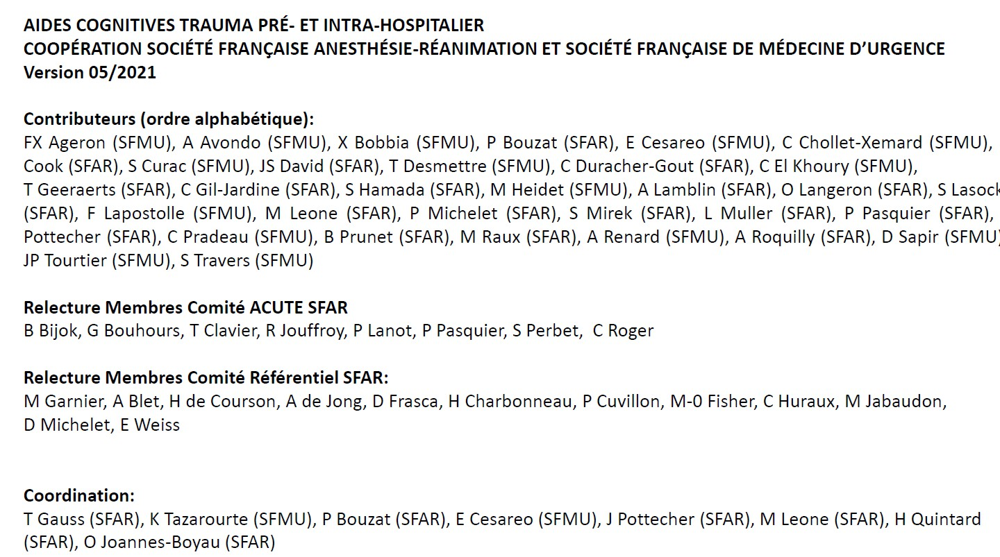 AIDES COGNITIVES TRAUMA PRÉ- ET INTRA-HOSPITALIER
COOPÉRATION SOCIÉTÉ FRANÇAISE ANESTHÉSIE-RÉANIMATION ET SOCIÉTÉ FRANÇAISE DE MÉDECINE D’URGENCE
Version 05/2021
Contributeurs (ordre alphabétique):
FX Ageron (SFMU), A Avondo (SFMU), X Bobbia (SFMU), P Bouzat (SFAR), E Cesareo (SFMU), C Chollet-Xemard (SFMU),
Cook (SFAR), S Curac (SFMU), JS David (SFAR), T Desmettre (SFMU), C Duracher-Gout (SFAR), C El Khoury (SFMU),
T Geeraerts (SFAR), C Gil-Jardine (SFAR), S Hamada (SFAR), M Heidet (SFMU), A Lamblin (SFAR), O Langeron (SFAR), S Lasock
(SFAR), F Lapostolle (SFMU), M Leone (SFAR), P Michelet (SFAR), S Mirek (SFAR), L Muller (SFAR), P Pasquier (SFAR),
Pottecher (SFAR), C Pradeau (SFMU), B Prunet (SFAR), M Raux (SFAR), A Renard (SFMU), A Roquilly (SFAR), D Sapir (SFMU)
JP Tourtier (SFMU), S Travers (SFMU)
Relecture Membres Comité ACUTE SFAR
B Bijok, G Bouhours, T Clavier, R Jouffroy, P Lanot, P Pasquier, S Perbet, C Roger
Relecture Membres Comité Référentiel SFAR:
M Garnier, A Blet, H de Courson, A de Jong, D Frasca, H Charbonneau, P Cuvillon, M-0 Fisher, C Huraux, M Jabaudon,
D Michelet, E Weiss
Coordination:
T Gauss (SFAR), K Tazarourte (SFMU), P Bouzat (SFAR), E Cesareo (SFMU), J Pottecher (SFAR), M Leone (SFAR), H Quintard
(SFAR), O Joannes-Boyau (SFAR)